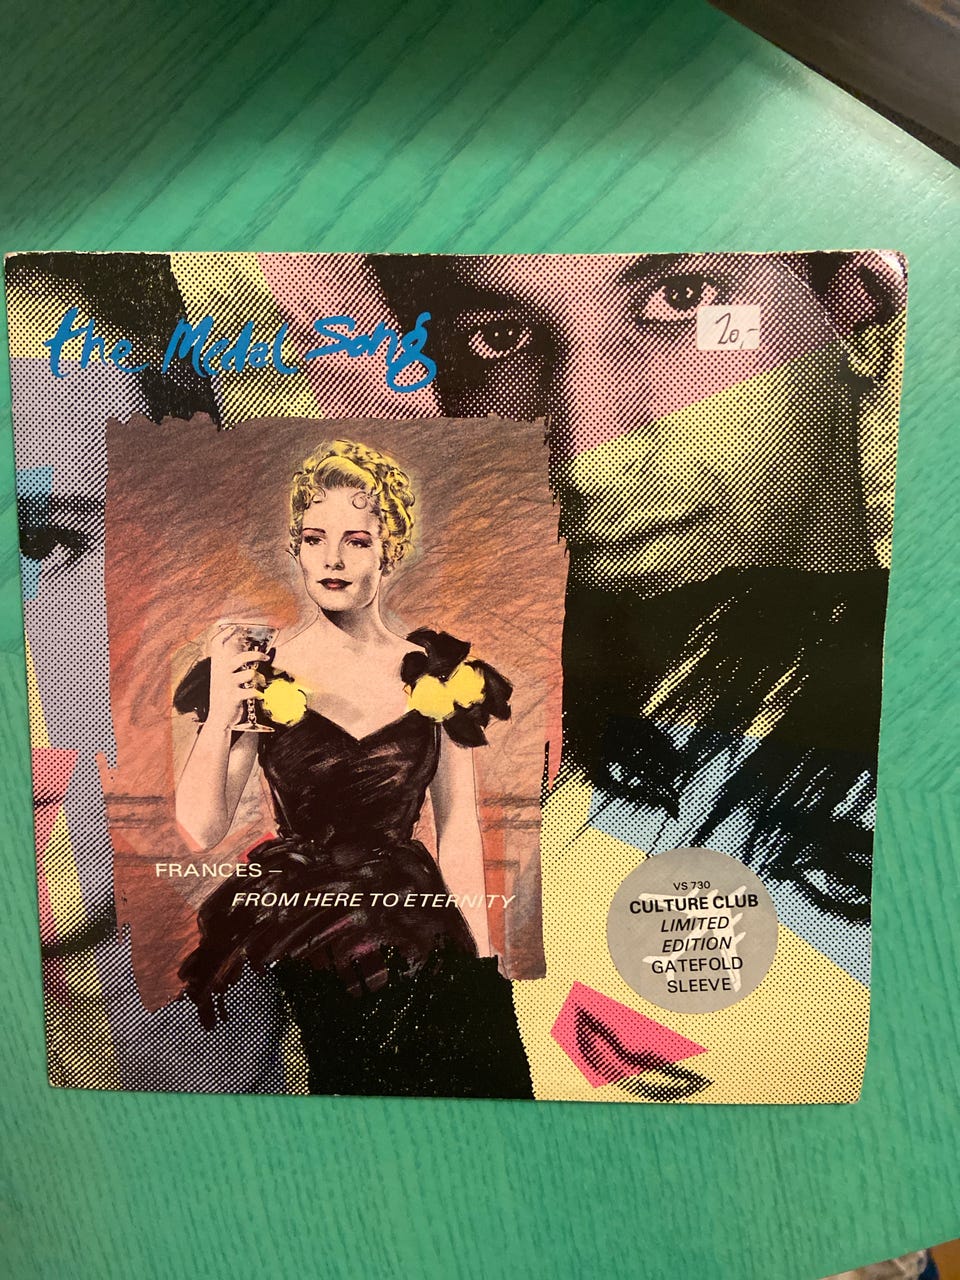 the Medal Song
20,-
FRANCES –
FROM HERE TO ETERNITY
VS 730
CULTURE CLUB
LIMITED
EDITION
GATEFOLD
SLEEVE